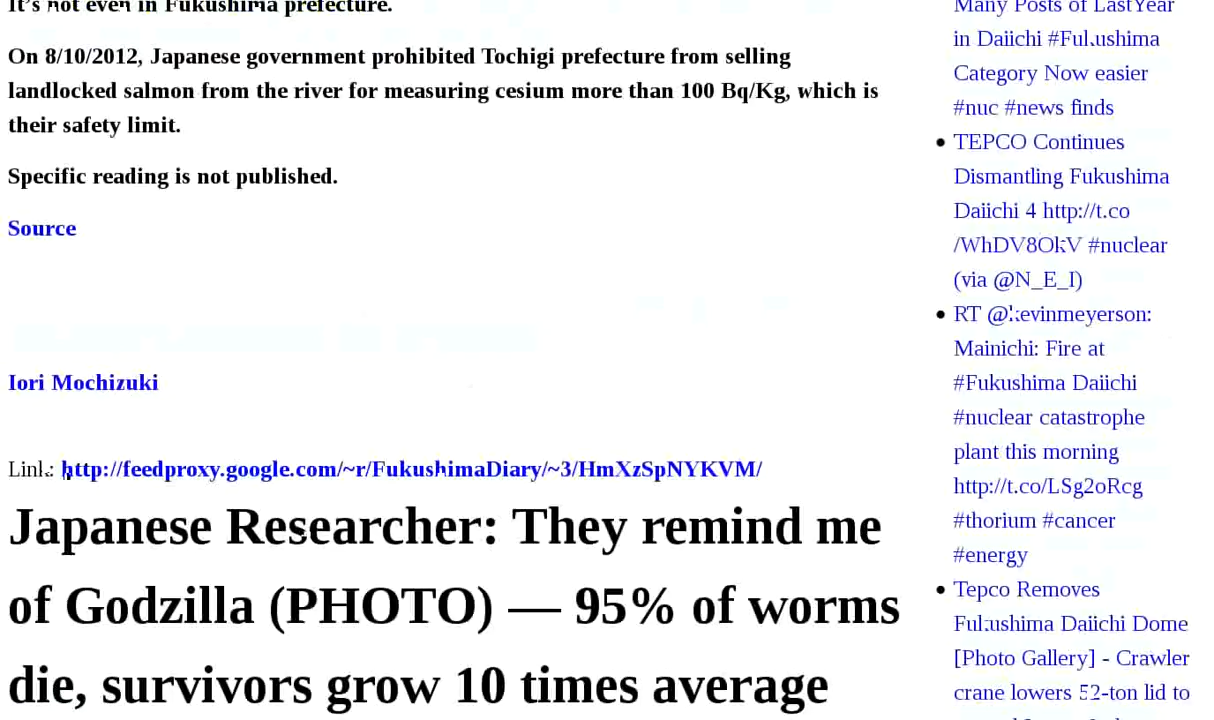 It's not even in Fukushima prefecture.
On 8/10/2012, Japanese government prohibited Tochigi prefecture from selling
landlocked salmon from the river for measuring cesium more than 100 Bq/Kg, which is
their safety limit.
Specific reading is not published.
Source
Iori Mochizuki
Link: http://feedproxy.google.com/~r/FukushimaDiary/~3/HmXzSpNYKVM/
Japanese Researcher: They remind me
of Godzilla (PHOTO) — 95% of worms
die, survivors grow 10 times average
Many Posts of LastYear
in Daiichi #Fukushima
Category Now easier
#nuc #news finds
• TEPCO Continues
Dismantling Fukushima
Daiichi 4 http://t.co
/WhDV8OkV #nuclear
(via @N_E_I)
• RT @kevinmeyerson:
Mainichi: Fire at
#Fukushima Daiichi
#nuclear catastrophe
plant this morning
http://t.co/LSg2oRcg
#thorium #cancer
#energy
• Tepco Removes
Fukushima Daiichi Dome
[Photo Gallery] - Crawler
crane lowers 52-ton lid to